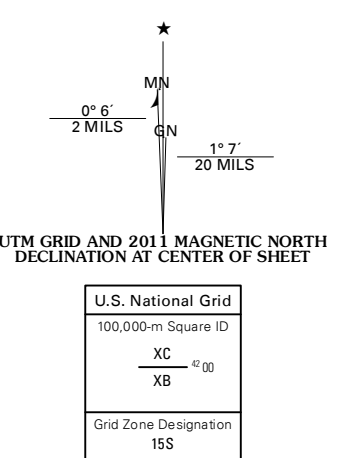 ★
MN
0° 6´
2 MILS
GN
1° 7´
20 MILS
UTM GRID AND 2011 MAGNETIC NORTH
DECLINATION AT CENTER OF SHEET
U.S. National Grid
100,000-m Square ID
XC
42 00
XB
Grid Zone Designation
15S